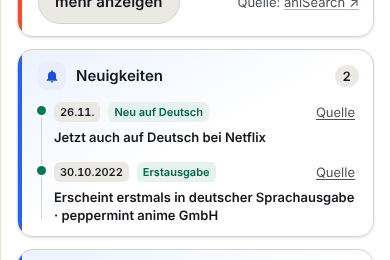 mehr anzeigen
Quelle: aniSearch ↗
Neuigkeiten
2
26.11. Neu auf Deutsch Quelle
Jetzt auch auf Deutsch bei Netflix
30.10.2022 Erstausgabe Quelle
Erscheint erstmals in deutscher Sprachausgabe
· peppermint anime GmbH